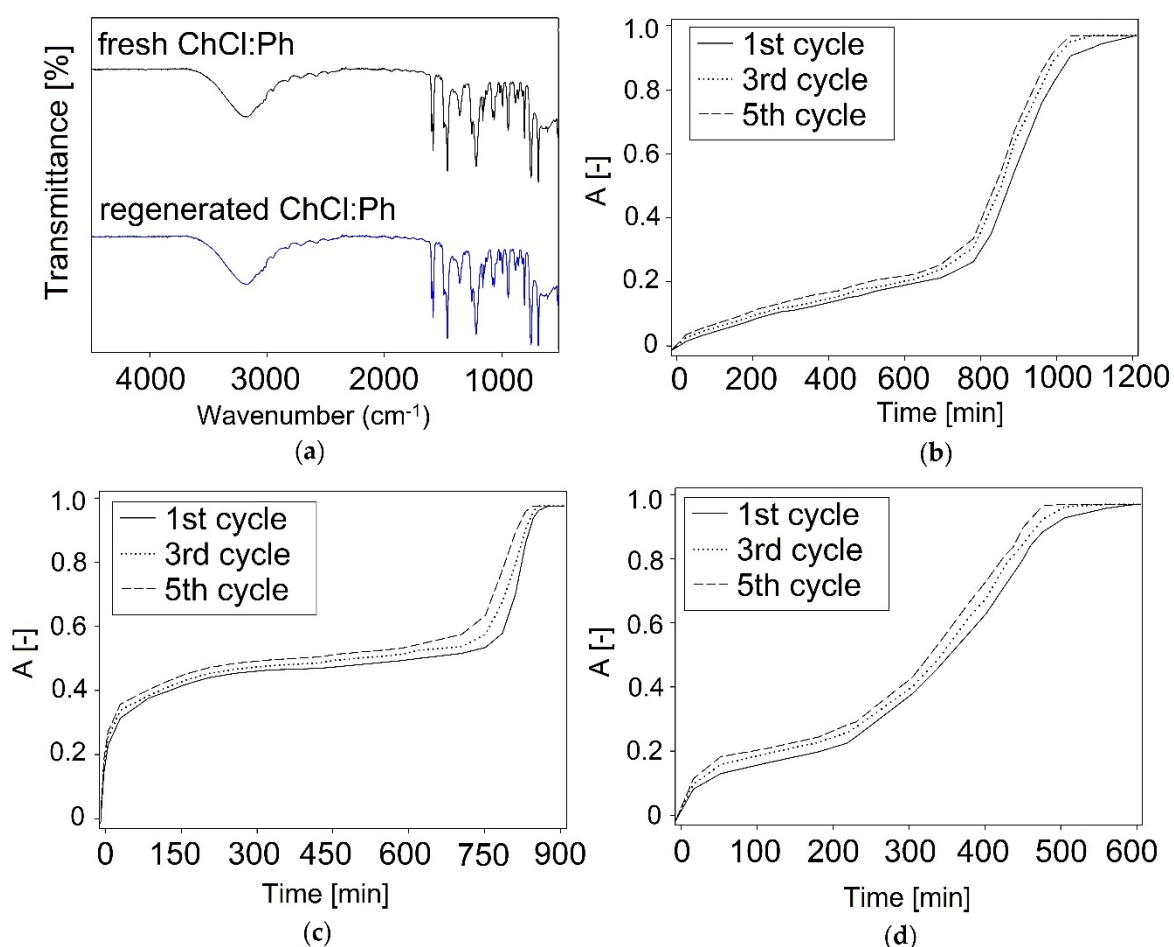 Transmittance [%]
fresh ChCl:Ph
regenerated ChCl:Ph
4000 3000 2000 1000
Wavenumber (cm-1)
(a)
A [-]
1.0
0.8
0.6
0.4
0.2
0
1st cycle
3rd cycle
5th cycle
0 200 400 600 800 1000 1200
Time [min]
(b)
A [-]
1.0
0.8
0.6
0.4
0.2
0
1st cycle
3rd cycle
5th cycle
0 150 300 450 600 750 900
Time [min]
(c)
A [-]
1.0
0.8
0.6
0.4
0.2
0
1st cycle
3rd cycle
5th cycle
0 100 200 300 400 500 600
Time [min]
(d)